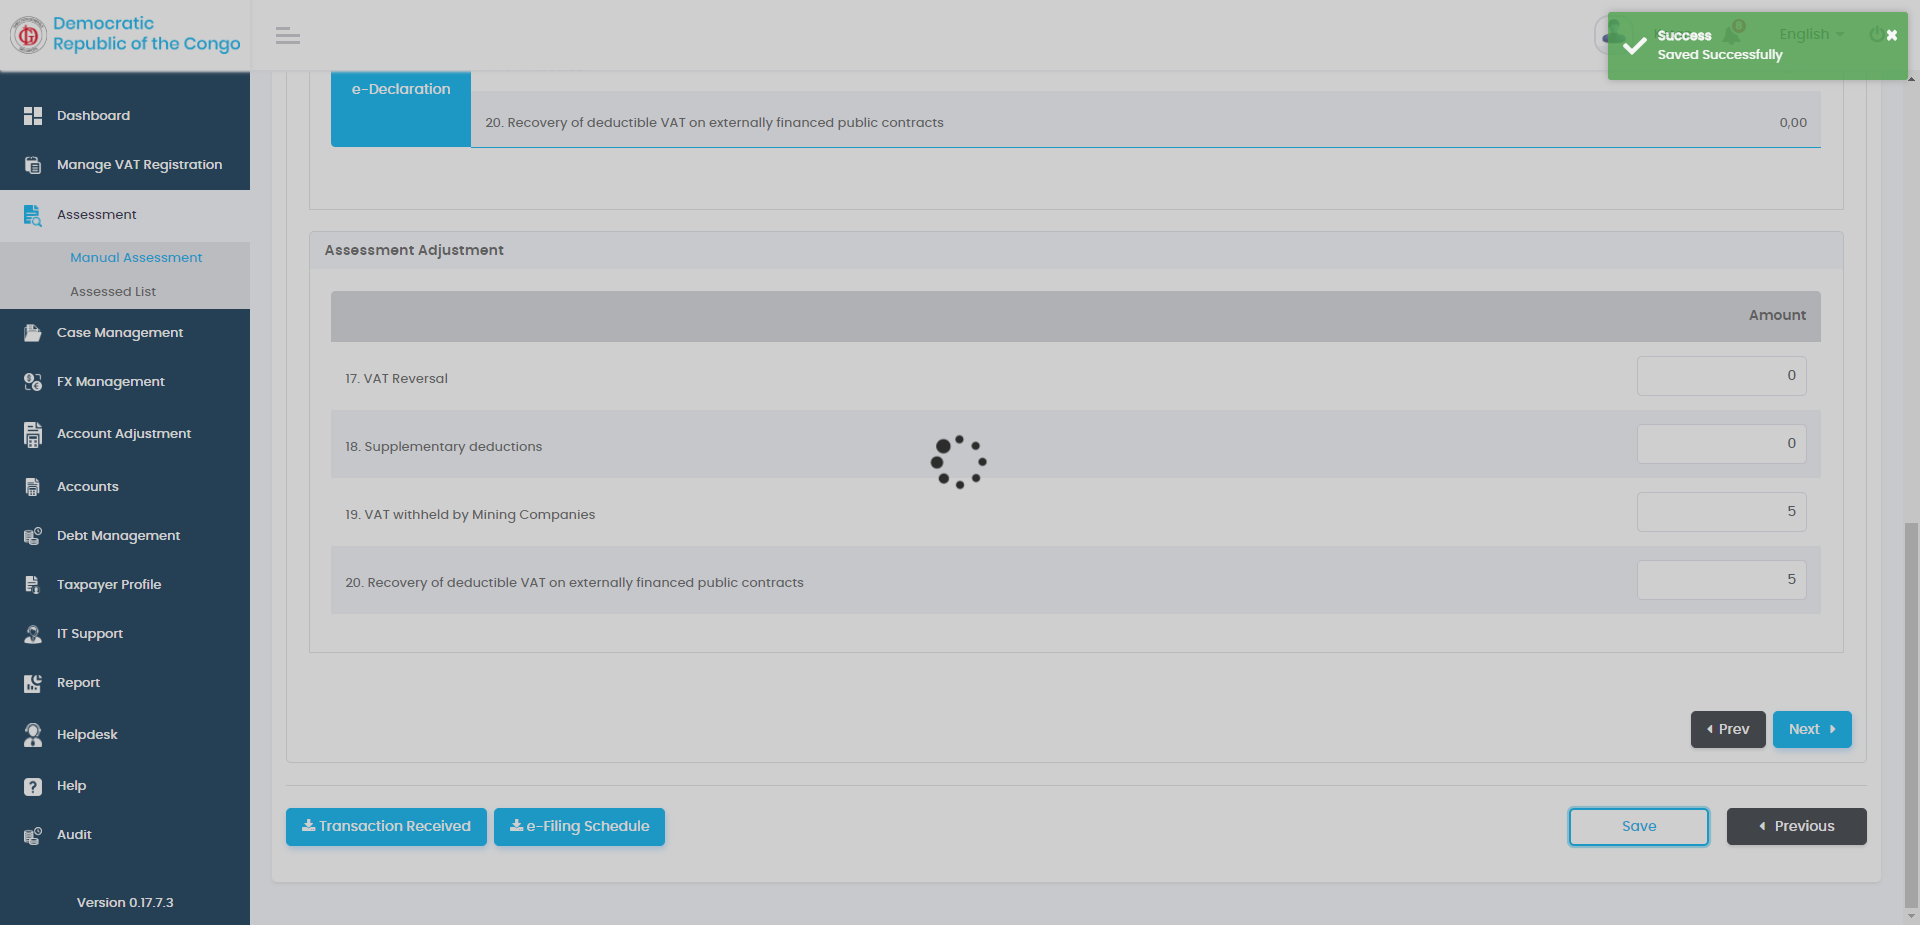 Democratic
Republic of the Congo
8
English
Success
Saved Successfully
Dashboard
Manage VAT Registration
Assessment
Manual Assessment
Assessed List
Case Management
FX Management
Account Adjustment
Accounts
Debt Management
Taxpayer Profile
IT Support
Report
Helpdesk
Help
Audit
Version 0.17.7.3
e-Declaration
20. Recovery of deductible VAT on externally financed public contracts 0,00
Assessment Adjustment
Amount
17. VAT Reversal 0
18. Supplementary deductions 0
19. VAT withheld by Mining Companies 5
20. Recovery of deductible VAT on externally financed public contracts 5
Prev Next
Transaction Received e-Filing Schedule Save Previous